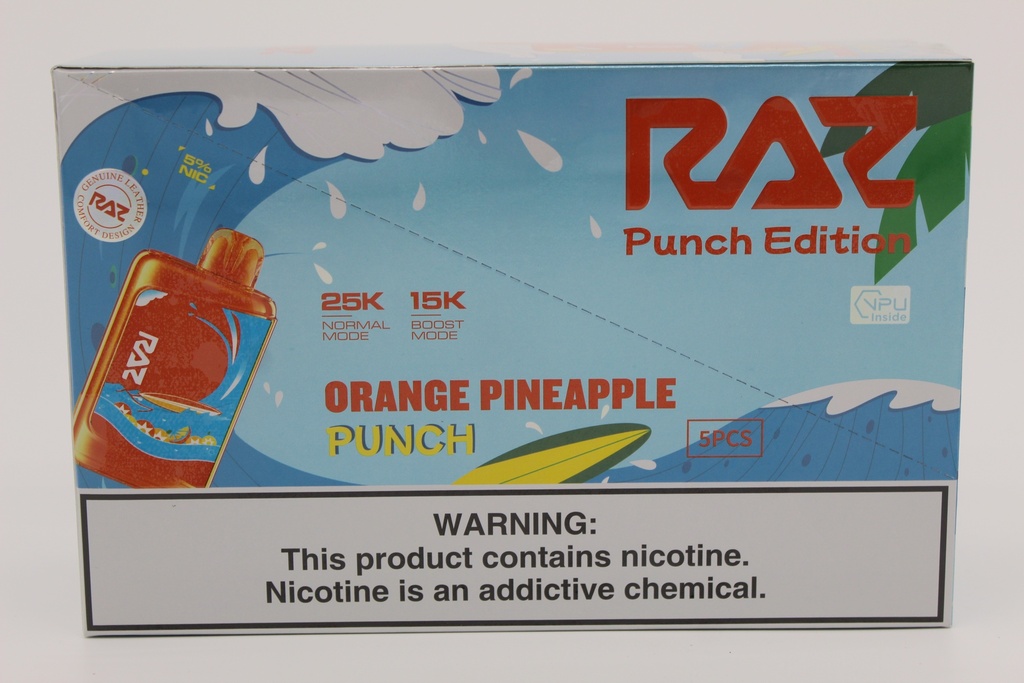 RAZ
Punch Edition
5%
NIC
GENUINE LEATHER
RAZ
COMFORT DESIGN
VPU
inside
25K 15K
NORMAL BOOST
MODE MODE
RAZ
ORANGE PINEAPPLE
PUNCH
5PCS
WARNING:
This product contains nicotine.
Nicotine is an addictive chemical.